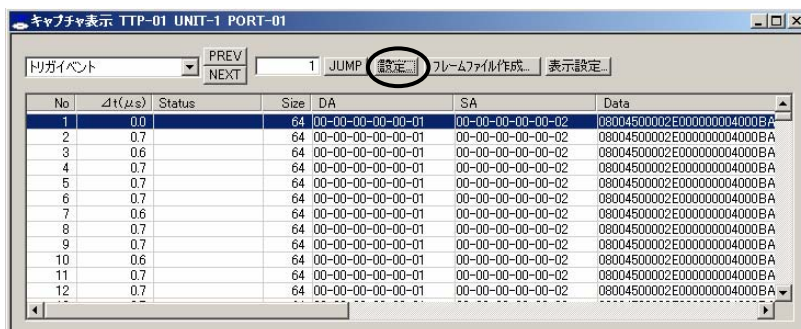 キャプチャ表示 TTP-01 UNIT-1 PORT-01
トリガイベント PREV NEXT 1 JUMP 設定... フレームファイル作成... 表示設定...
No Δt(μs) Status Size DA SA Data
1 0.0 64 00-00-00-00-00-01 00-00-00-00-00-02 08004500002E000000004000BA
2 0.7 64 00-00-00-00-00-01 00-00-00-00-00-02 08004500002E000000004000BA
3 0.6 64 00-00-00-00-00-01 00-00-00-00-00-02 08004500002E000000004000BA
4 0.7 64 00-00-00-00-00-01 00-00-00-00-00-02 08004500002E000000004000BA
5 0.7 64 00-00-00-00-00-01 00-00-00-00-00-02 08004500002E000000004000BA
6 0.7 64 00-00-00-00-00-01 00-00-00-00-00-02 08004500002E000000004000BA
7 0.6 64 00-00-00-00-00-01 00-00-00-00-00-02 08004500002E000000004000BA
8 0.7 64 00-00-00-00-00-01 00-00-00-00-00-02 08004500002E000000004000BA
9 0.7 64 00-00-00-00-00-01 00-00-00-00-00-02 08004500002E000000004000BA
10 0.6 64 00-00-00-00-00-01 00-00-00-00-00-02 08004500002E000000004000BA
11 0.7 64 00-00-00-00-00-01 00-00-00-00-00-02 08004500002E000000004000BA
12 0.7 64 00-00-00-00-00-01 00-00-00-00-00-02 08004500002E000000004000BA